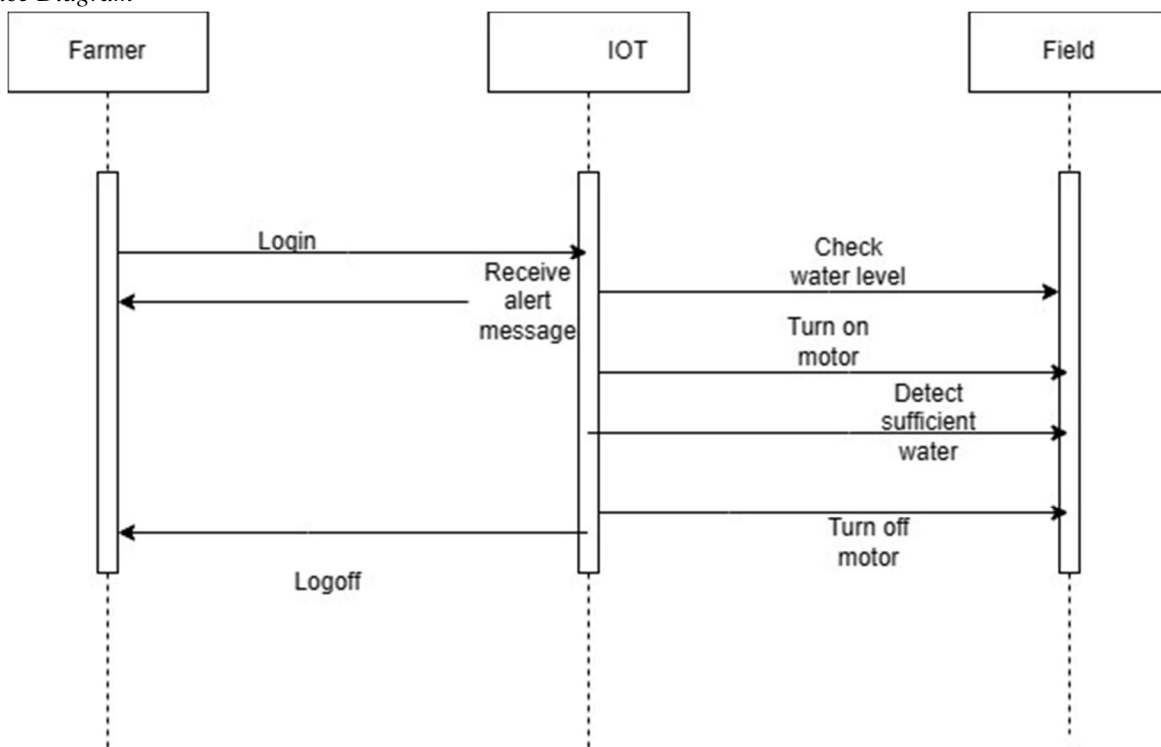 Diagram
Farmer
IOT
Field
Login
Receive
alert
message
Check
water level
Turn on
motor
Detect
sufficient
water
Turn off
motor
Logoff